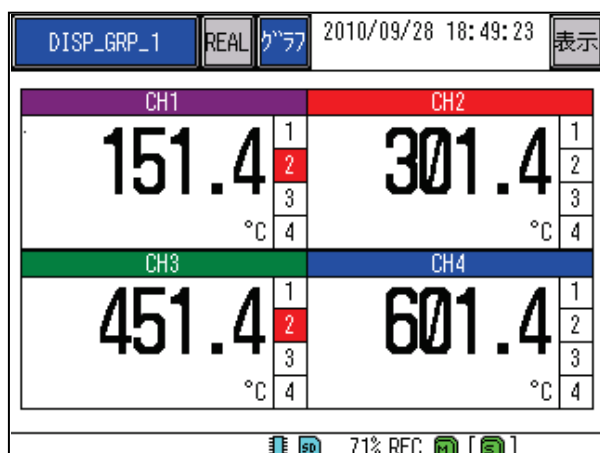 DISP_GRP_1 REAL グラフ 2010/09/28 18:49:23 表示
CH1 CH2
151.4 1 2 3 4 °C
301.4 1 2 3 4 °C
CH3 CH4
451.4 1 2 3 4 °C
601.4 1 2 3 4 °C
SD 71% REC M [ S ]